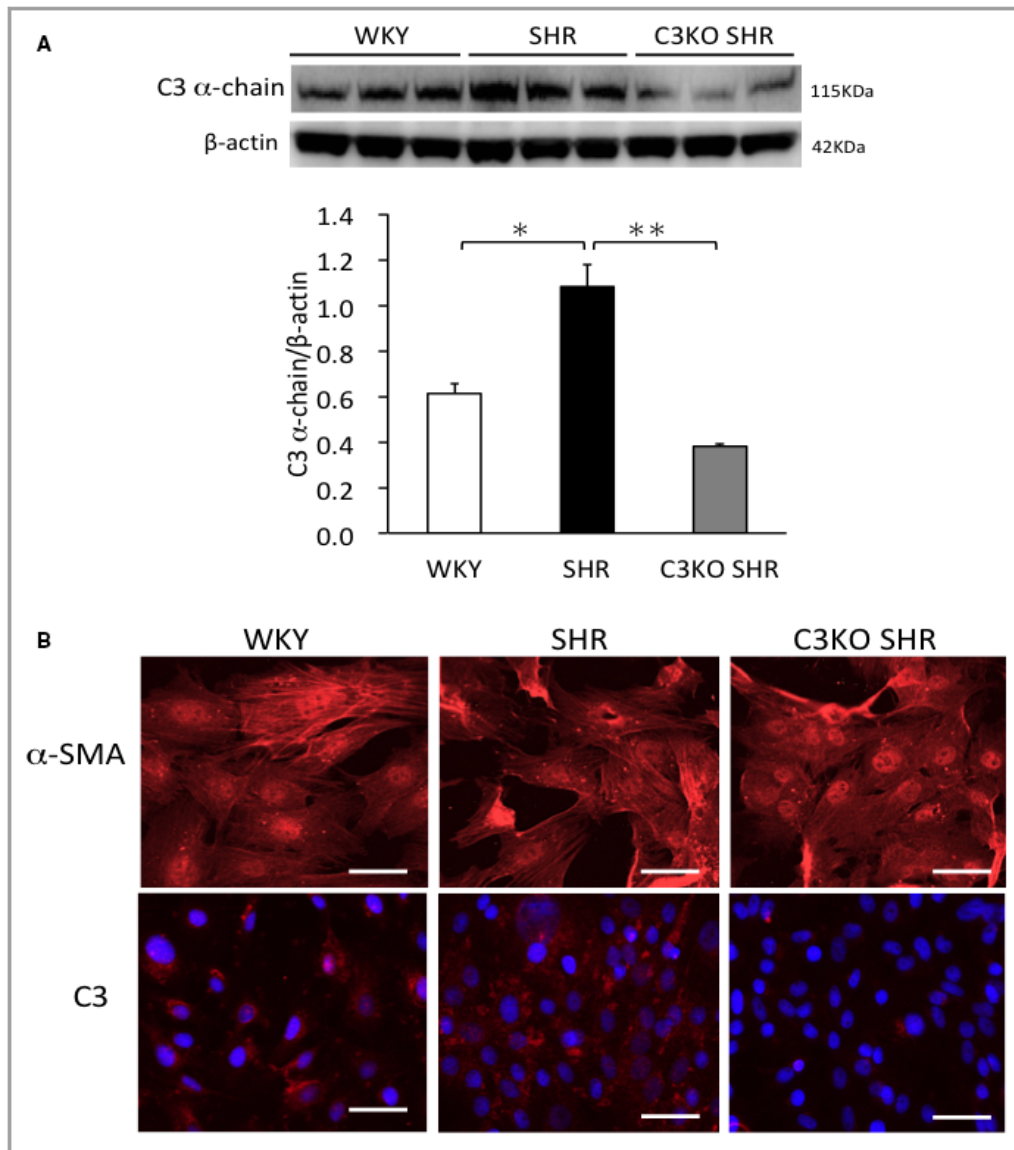 A
WKY SHR C3KO SHR
C3 α-chain 115KDa
β-actin 42KDa
1.4
* **
1.2
1.0
0.8
0.6
0.4
0.2
0.0
C3 α-chain/β-actin
WKY SHR C3KO SHR
B
WKY SHR C3KO SHR
α-SMA
C3